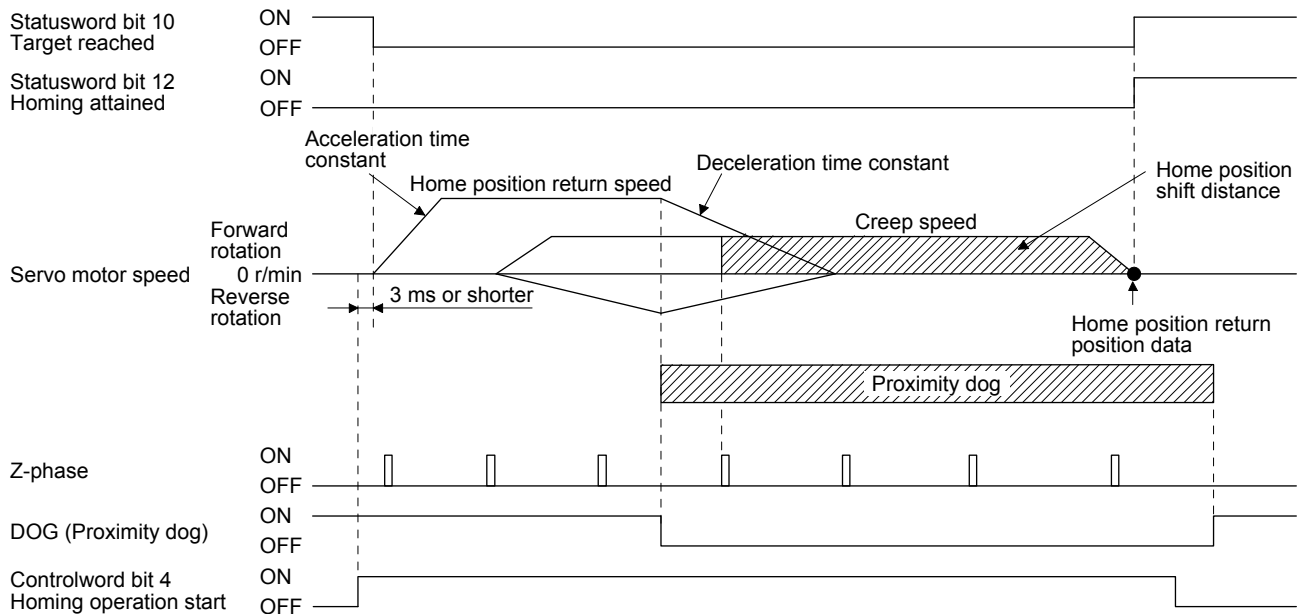 Statusword bit 10
Target reached
ON
OFF
Statusword bit 12
Homing attained
ON
OFF
Acceleration time
constant
Home position return speed
Deceleration time constant
Home position
shift distance
Creep speed
Forward
rotation
Servo motor speed
0 r/min
Reverse
rotation
3 ms or shorter
Home position return
position data
Proximity dog
Z-phase
ON
OFF
DOG (Proximity dog)
ON
OFF
Controlword bit 4
Homing operation start
ON
OFF